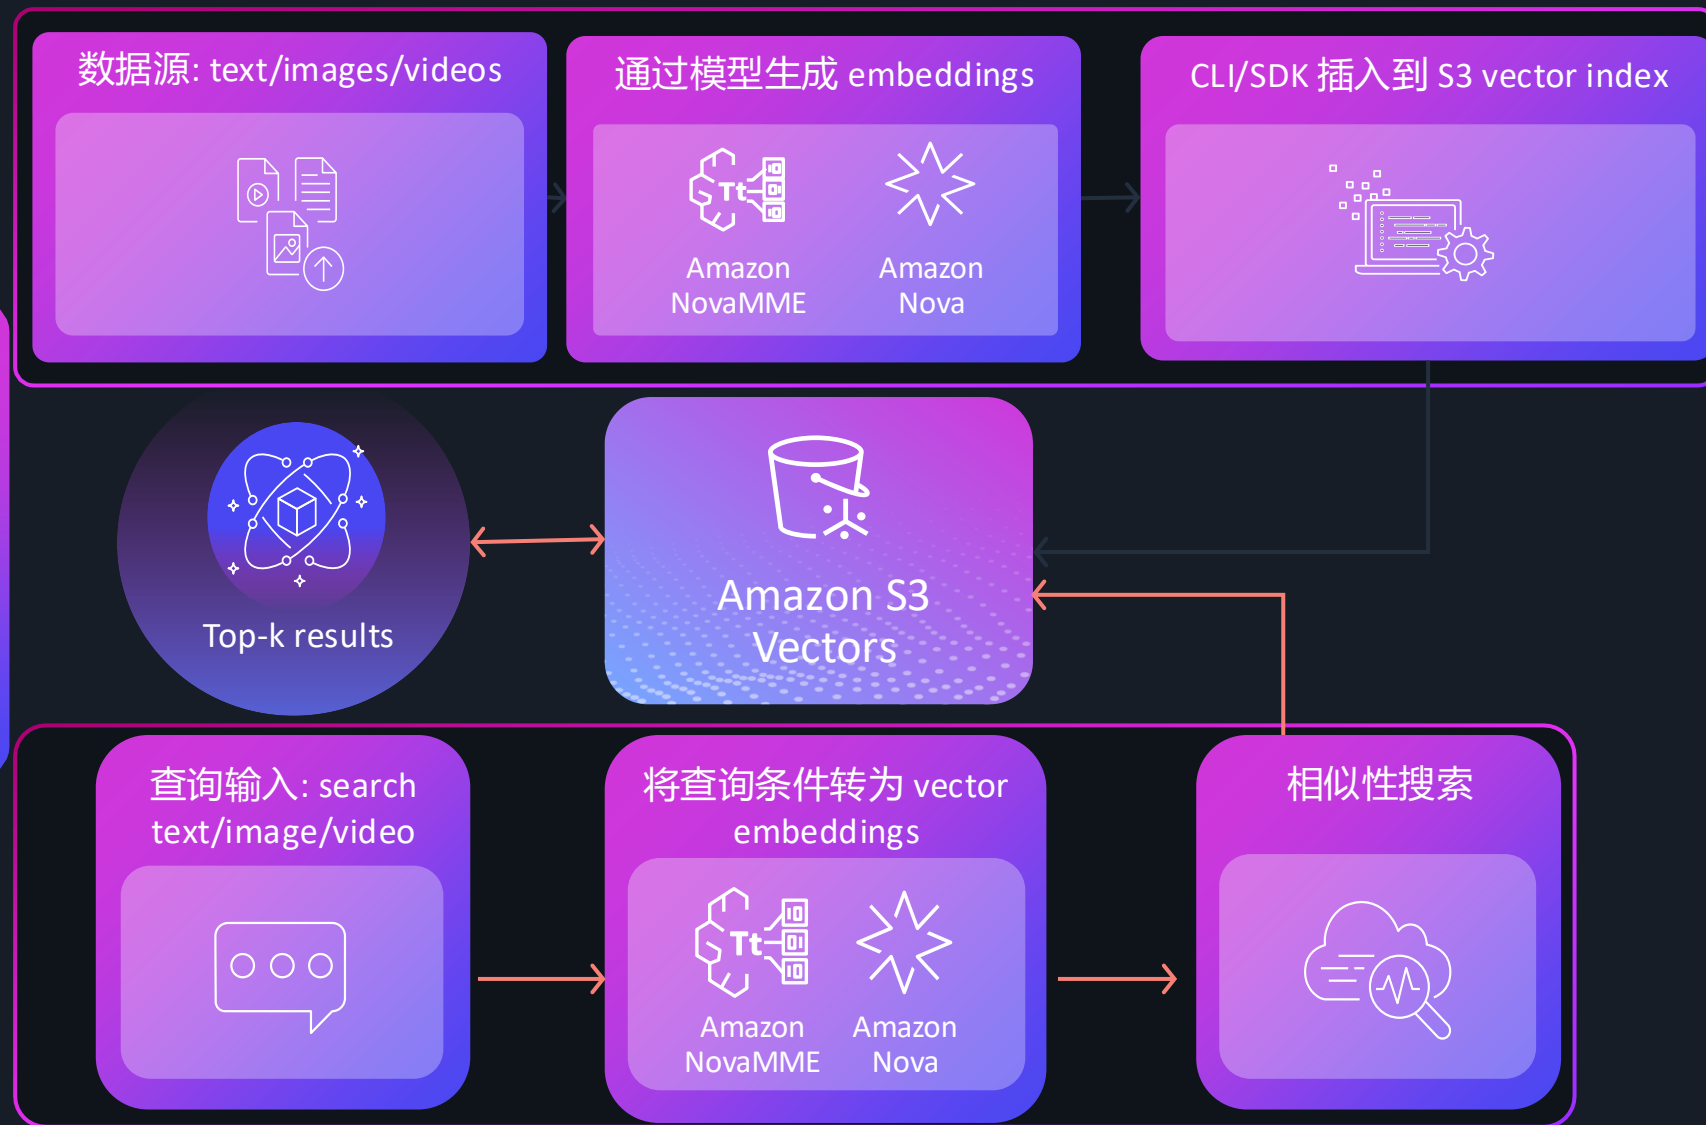 数据源: text/images/videos
通过模型生成 embeddings
CLI/SDK 插入到 S3 vector index
Tt
Amazon
NovaMME
Amazon
Nova
Top-k results
Amazon S3
Vectors
查询输入: search
text/image/video
将查询条件转为 vector
embeddings
Tt
Amazon
NovaMME
Amazon
Nova
相似性搜索